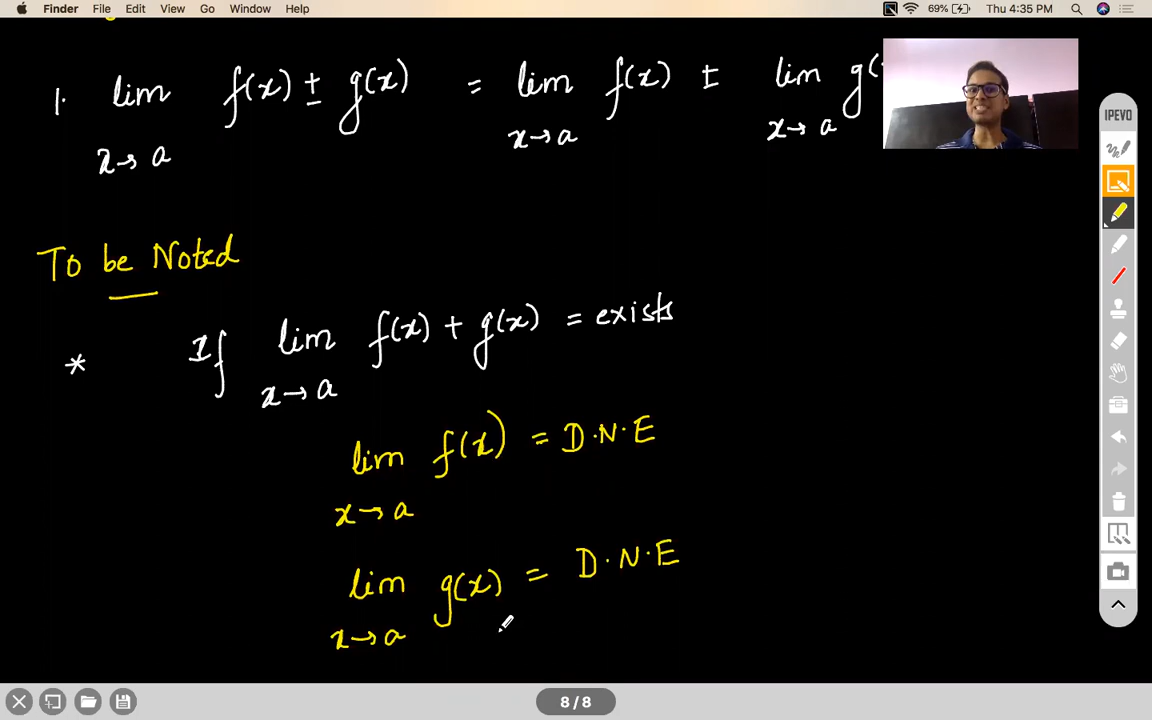 Finder File Edit View Go Window Help 69% Thu 4:35 PM
1. lim f(x) ± g(x) = lim f(x) ± lim g(
x→a x→a x→a
IPEVO
To be Noted
* If lim f(x) + g(x) = exists
x→a
lim f(x) = D.N.E
x→a
lim g(x) = D.N.E
x→a
8 / 8